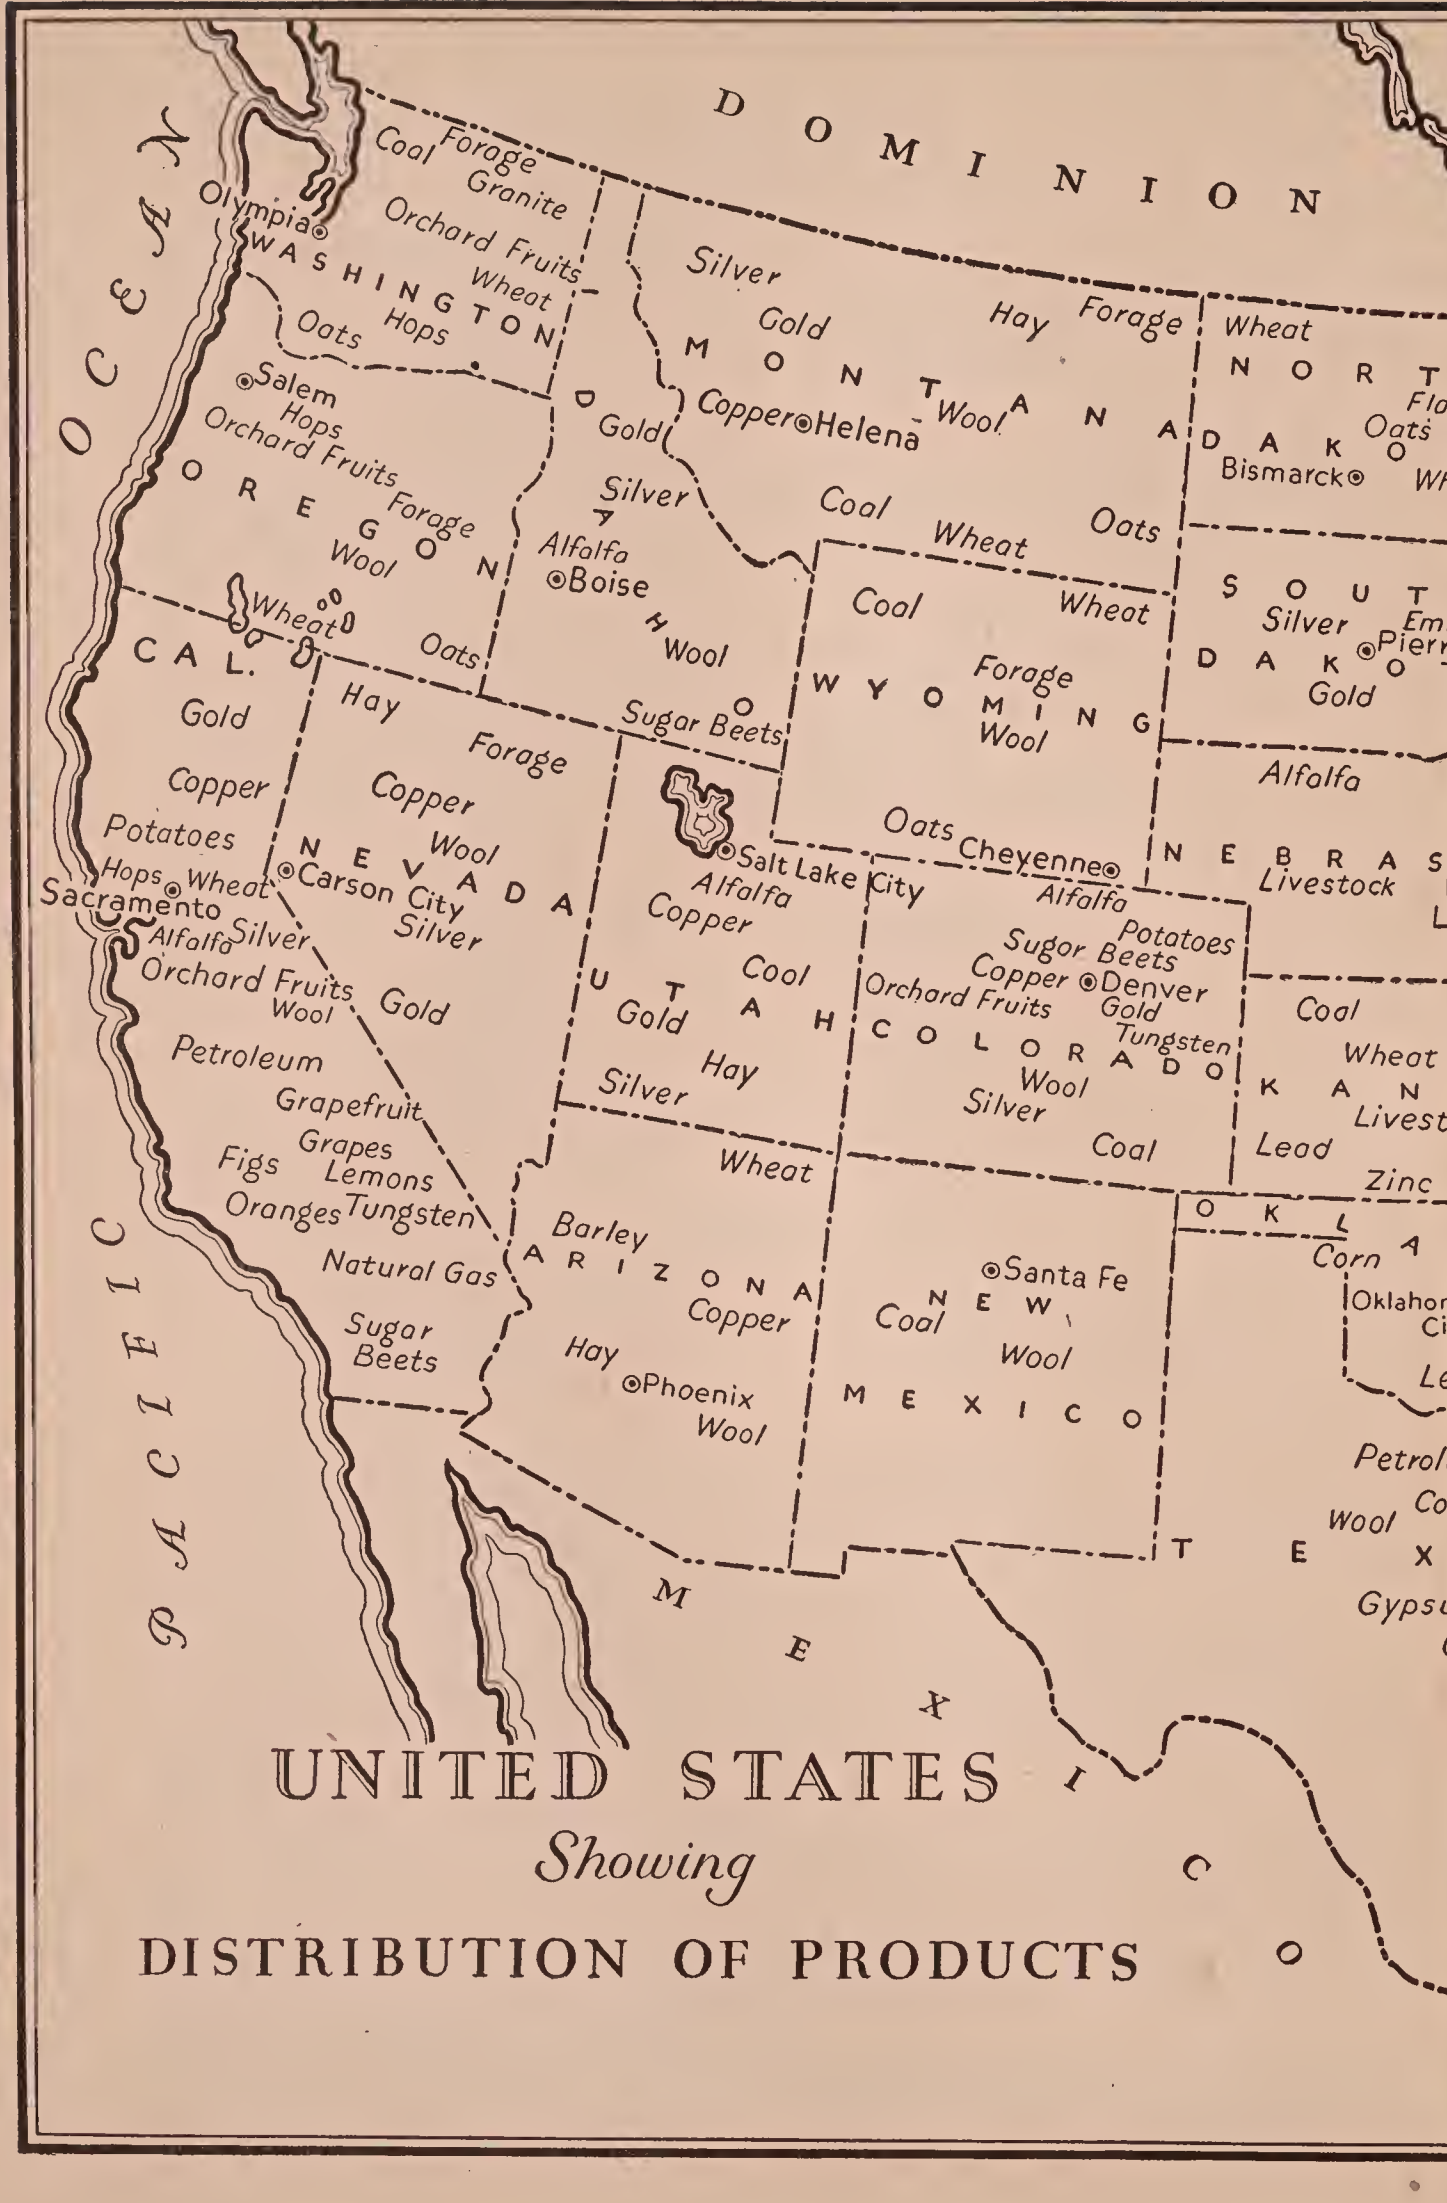 DOMINION
PACIFIC OCEAN
Coal
Forage
Granite
Olympia
Orchard Fruits
WASHINGTON
Wheat
Oats
Hops
Salem
Hops
Orchard Fruits
OREGON
Forage
Wool
Wheat
Oats
IDAHO
Gold
Silver
Alfalfa
Boise
Wool
Sugar Beets
Silver
Gold
Hay
Forage
MONTANA
Copper
Helena
Wool
Coal
Wheat
Oats
Wheat
NORT
Oats
DAKO
Bismarck
SOUT
Silver
DAKO
Gold
Coal
Wheat
Forage
WYOMING
Wool
Oats
Cheyenne
Alfalfa
NEBRAS
Livestock
CAL.
Gold
Copper
Potatoes
Hops
Wheat
Sacramento
Alfalfa
Silver
Orchard Fruits
Wool
Petroleum
Grapefruit
Grapes
Figs
Lemons
Oranges
Tungsten
Natural Gas
Sugar
Beets
Hay
Forage
Copper
Wool
NEVADA
Carson City
Silver
Gold
Salt Lake City
Alfalfa
Copper
Cool
UTAH
Gold
Hay
Silver
Alfalfa
Potatoes
Sugar Beets
Copper
Denver
Orchard Fruits
Gold
Tungsten
COLORADO
Wool
Silver
Coal
Coal
Wheat
KAN
Livest
Lead
Zinc
Wheat
Barley
ARIZONA
Copper
Hay
Phoenix
Wool
Santa Fe
NEW
Coal
Wool
MEXICO
OKLA
Corn
Oklahom
Ci
Le
Petrol
Co
Wool
TEX
Gypsu
MEXICO
UNITED STATES
Showing
DISTRIBUTION OF PRODUCTS